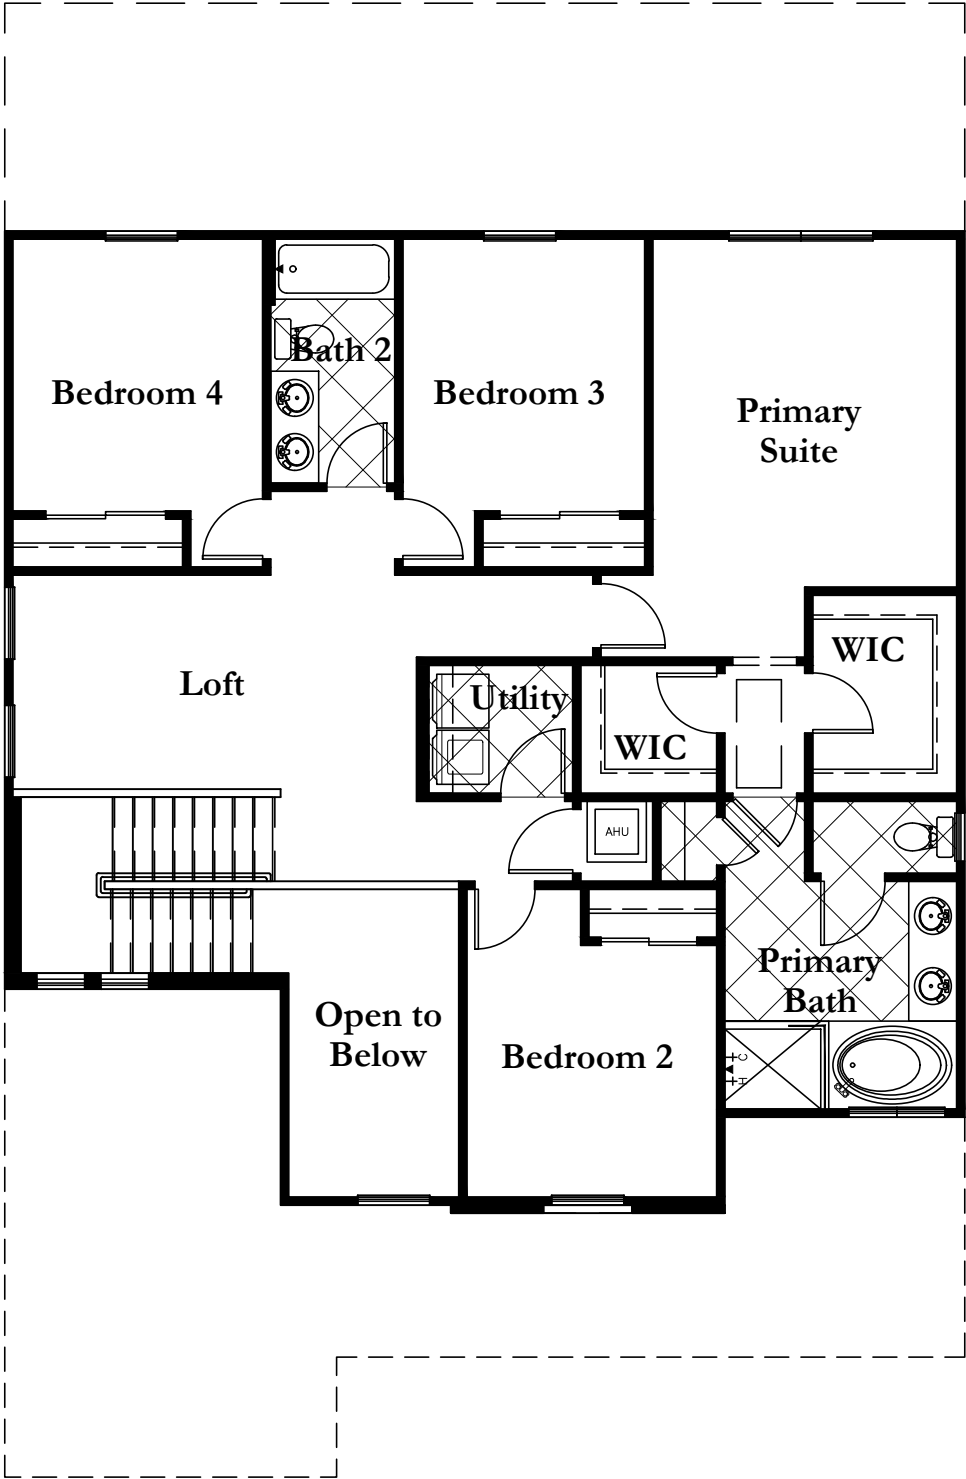 Bath 2
Bedroom 4
Bedroom 3
Primary
Suite
WIC
Loft
Utility
WIC
AHU
Primary
Bath
Open to
Below
Bedroom 2
C
H